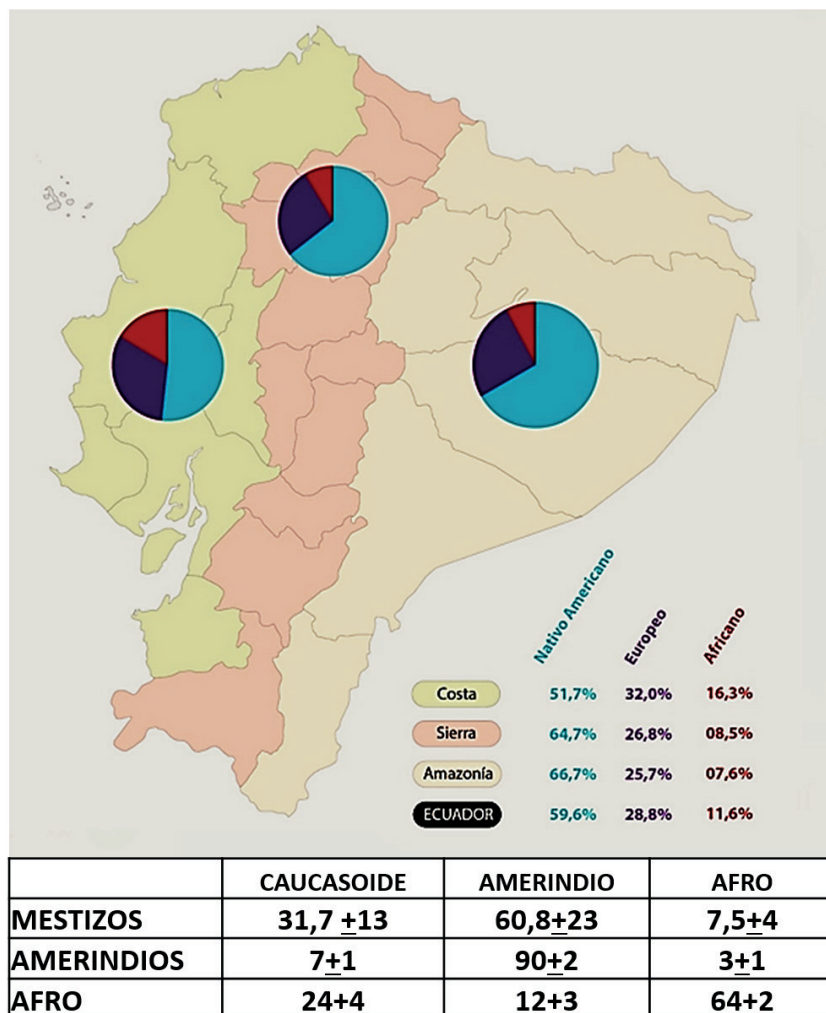 Nativo Americano Europeo Africano
Costa 51,7% 32,0% 16,3%
Sierra 64,7% 26,8% 08,5%
Amazonía 66,7% 25,7% 07,6%
ECUADOR 59,6% 28,8% 11,6%
CAUCASOIDE AMERINDIO AFRO
MESTIZOS 31,7 ±13 60,8±23 7,5±4
AMERINDIOS 7±1 90±2 3±1
AFRO 24+4 12+3 64+2